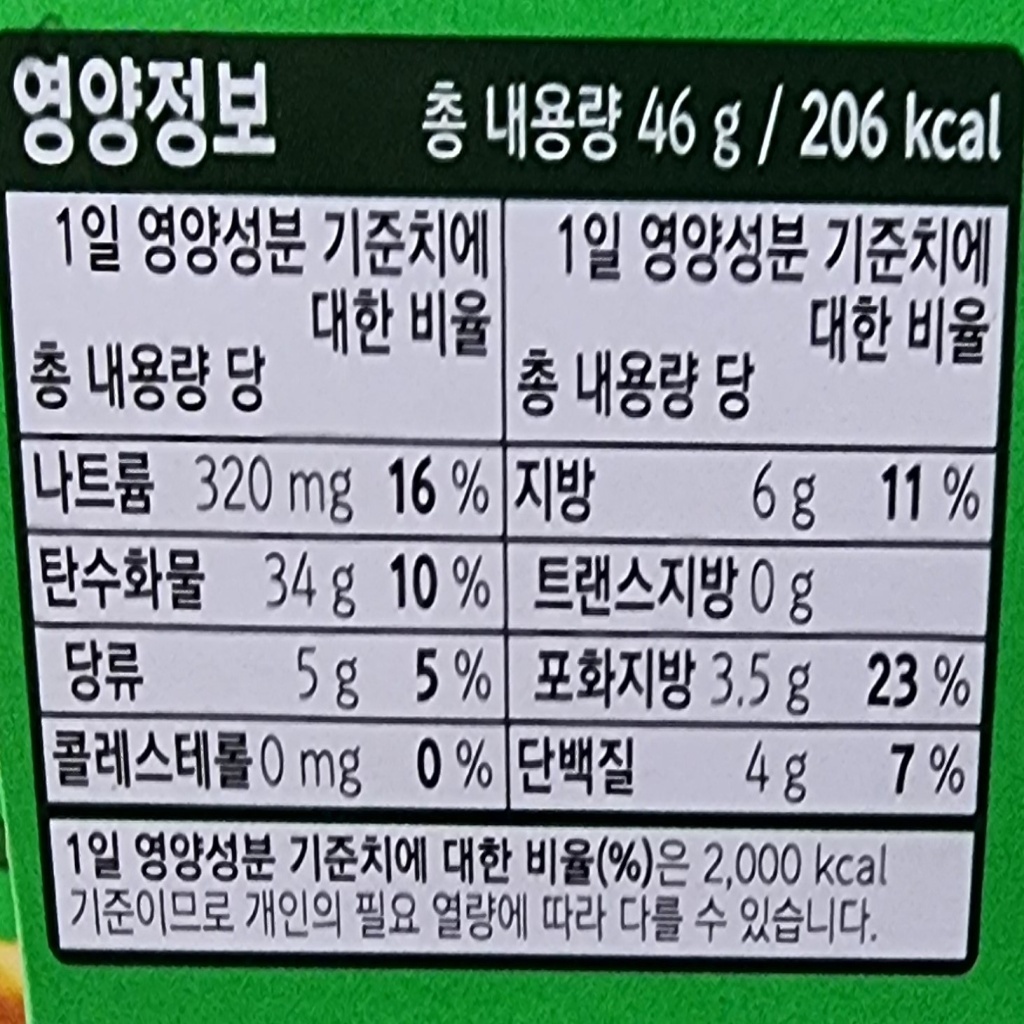 영양정보 총 내용량 46 g / 206 kcal
1일 영양성분 기준치에
대한 비율
총 내용량 당
나트륨 320 mg 16 %
탄수화물 34 g 10 %
당류 5 g 5 %
콜레스테롤 0 mg 0 %
1일 영양성분 기준치에
대한 비율
총 내용량 당
지방 6 g 11 %
트랜스지방 0 g
포화지방 3.5 g 23 %
단백질 4 g 7 %
1일 영양성분 기준치에 대한 비율(%)은 2,000 kcal
기준이므로 개인의 필요 열량에 따라 다를 수 있습니다.